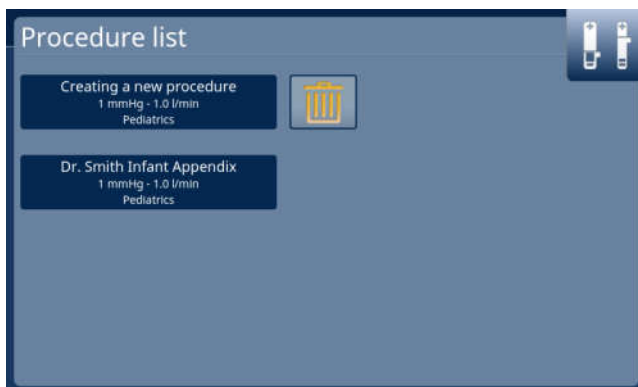 Procedure list
Creating a new procedure
1 mmHg - 1.0 l/min
Pediatrics
Dr. Smith Infant Appendix
1 mmHg - 1.0 l/min
Pediatrics